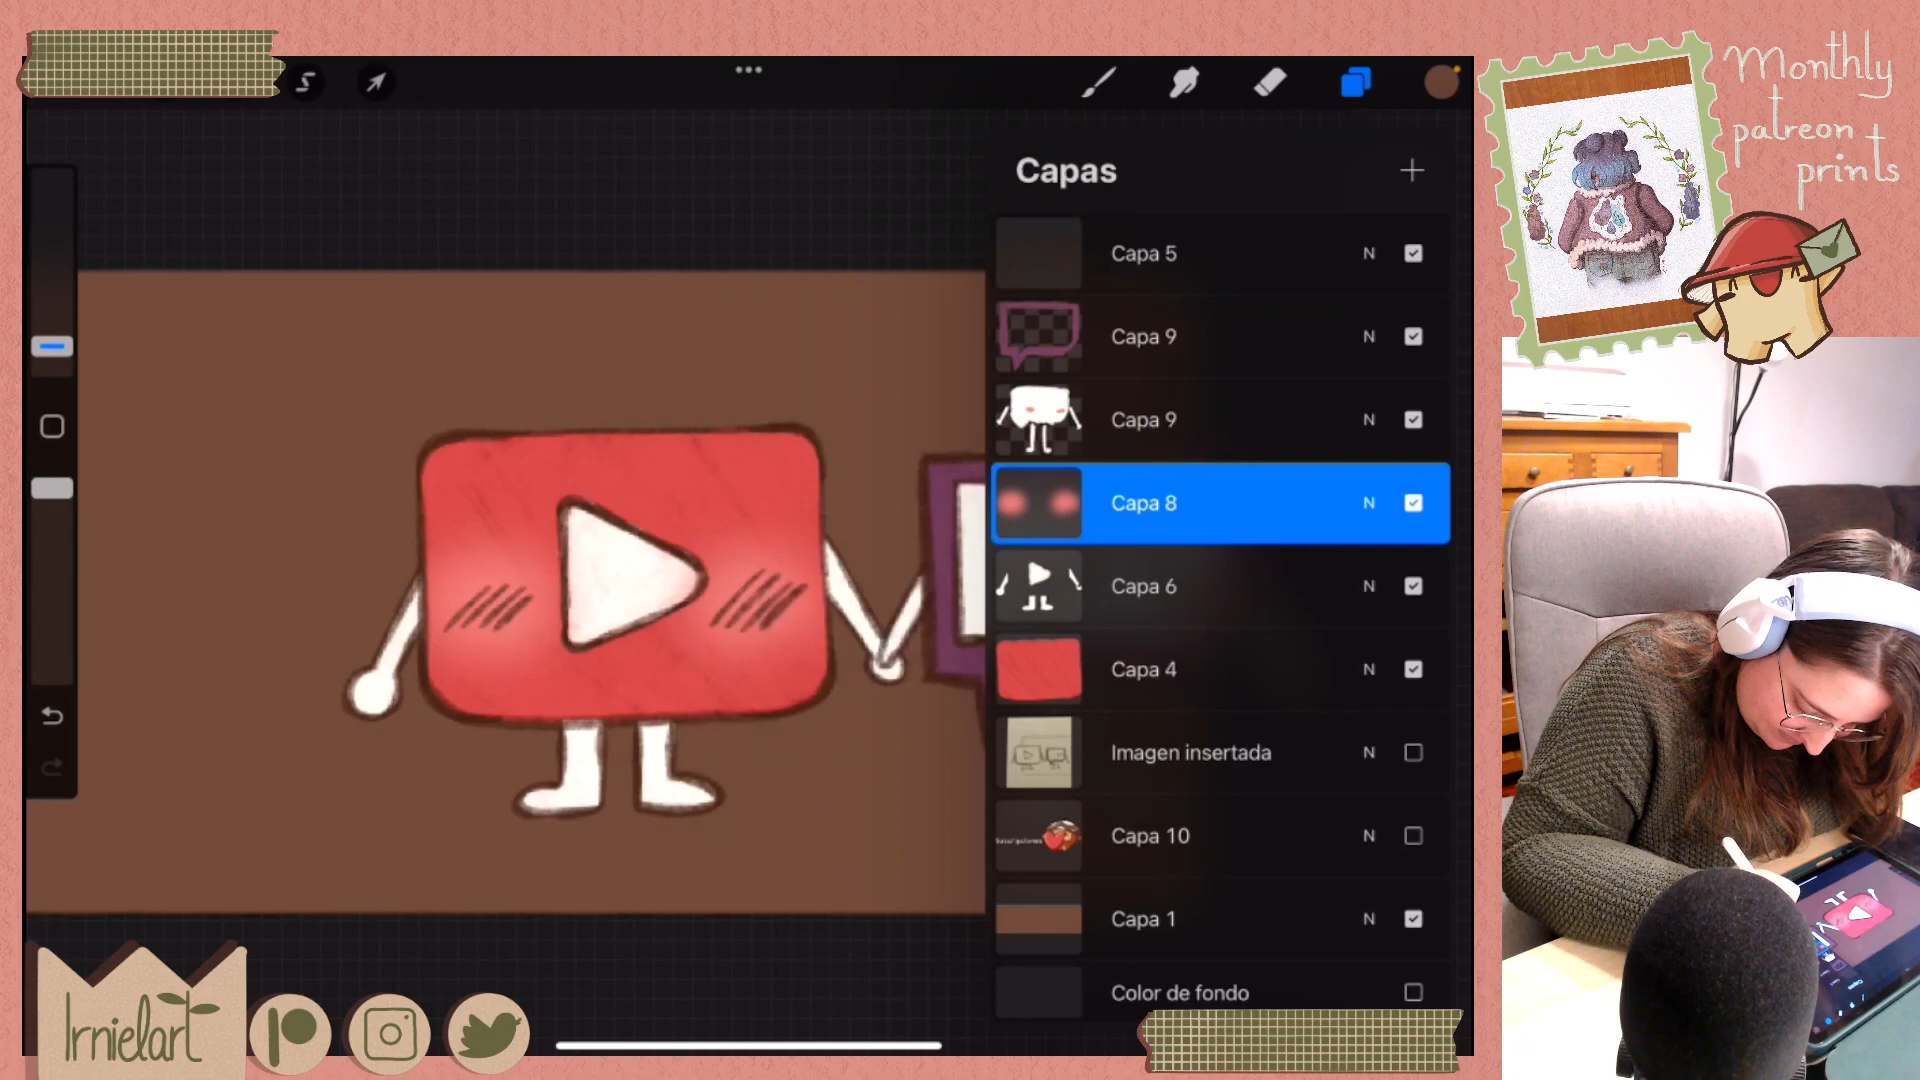 Monthly
patreon
prints
Capas
Capa 5 N
Capa 9 N
Capa 9 N
Capa 8 N
Capa 6 N
Capa 4 N
Imagen insertada N
Capa 10 N
Capa 1 N
Color de fondo
Irnielart